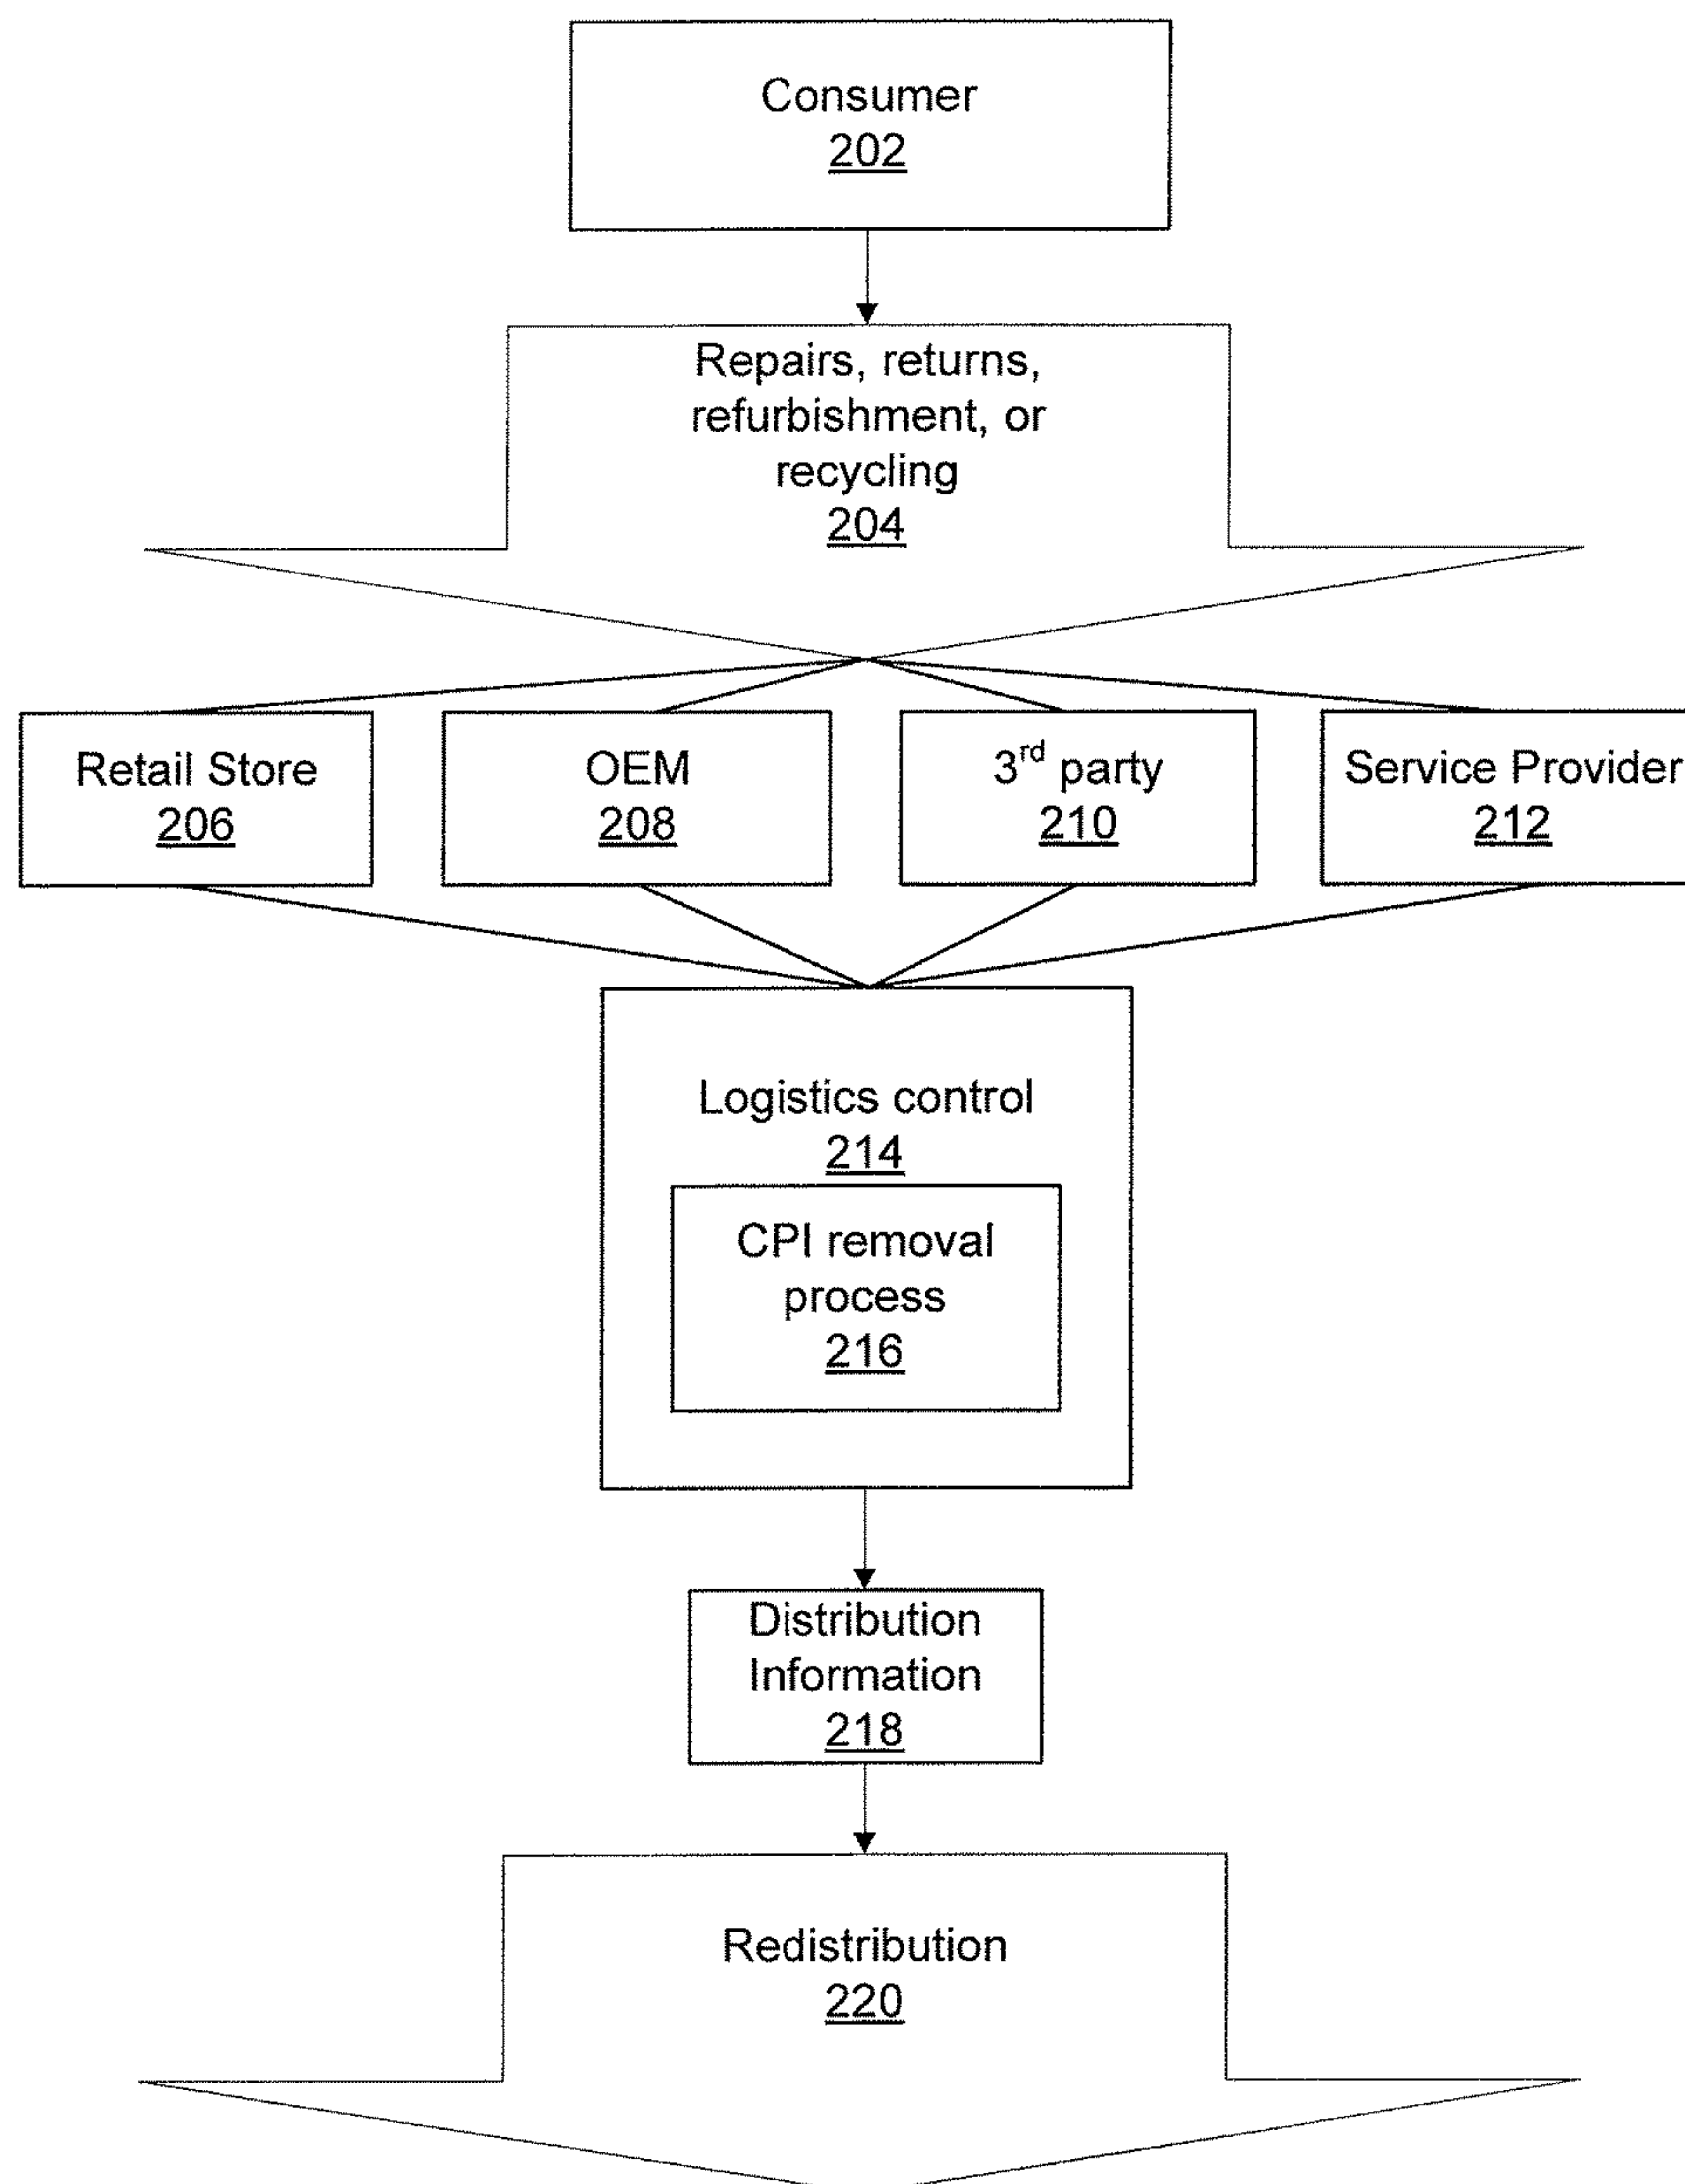 Consumer
202
Repairs, returns,
refurbishment, or
recycling
204
Retail Store
206
OEM
208
3rd party
210
Service Provider
212
Logistics control
214
CPI removal
process
216
Distribution
Information
218
Redistribution
220